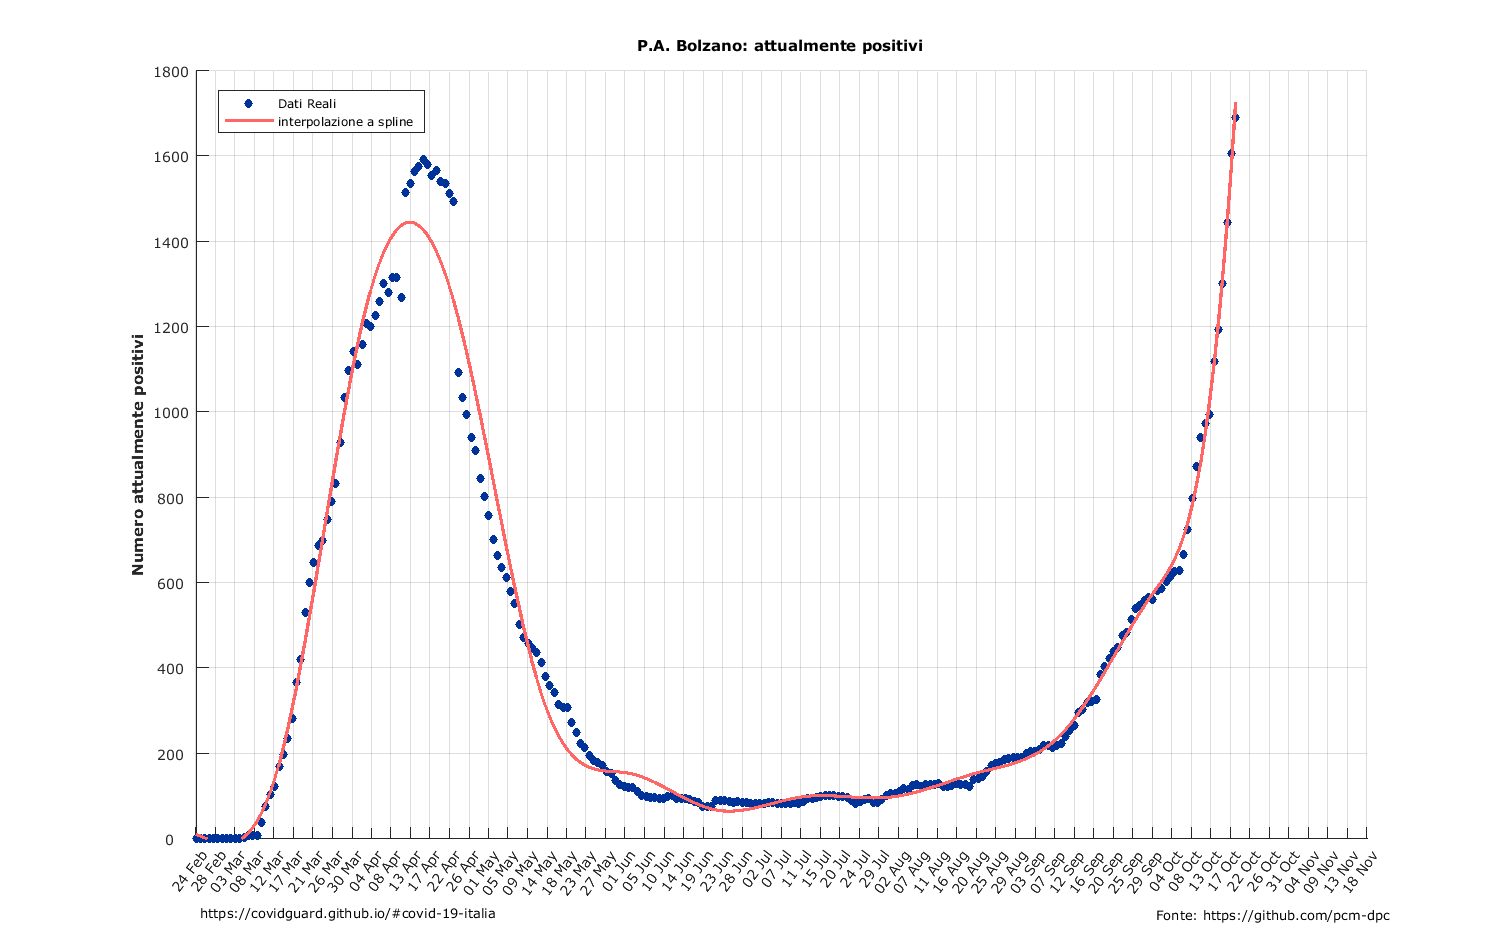 P.A. Bolzano: attualmente positivi
Dati Reali
interpolazione a spline
Numero attualmente positivi
1800
1600
1400
1200
1000
800
600
400
200
0
24 Feb
28 Feb
03 Mar
08 Mar
12 Mar
17 Mar
21 Mar
26 Mar
30 Mar
04 Apr
08 Apr
13 Apr
17 Apr
22 Apr
26 Apr
01 May
05 May
09 May
14 May
18 May
23 May
27 May
01 Jun
05 Jun
10 Jun
14 Jun
19 Jun
23 Jun
28 Jun
02 Jul
07 Jul
11 Jul
15 Jul
20 Jul
24 Jul
29 Jul
02 Aug
07 Aug
11 Aug
16 Aug
20 Aug
25 Aug
29 Aug
03 Sep
07 Sep
12 Sep
16 Sep
20 Sep
25 Sep
29 Sep
04 Oct
08 Oct
13 Oct
17 Oct
22 Oct
26 Oct
31 Oct
04 Nov
09 Nov
13 Nov
18 Nov
https://covidguard.github.io/#covid-19-italia
Fonte: https://github.com/pcm-dpc